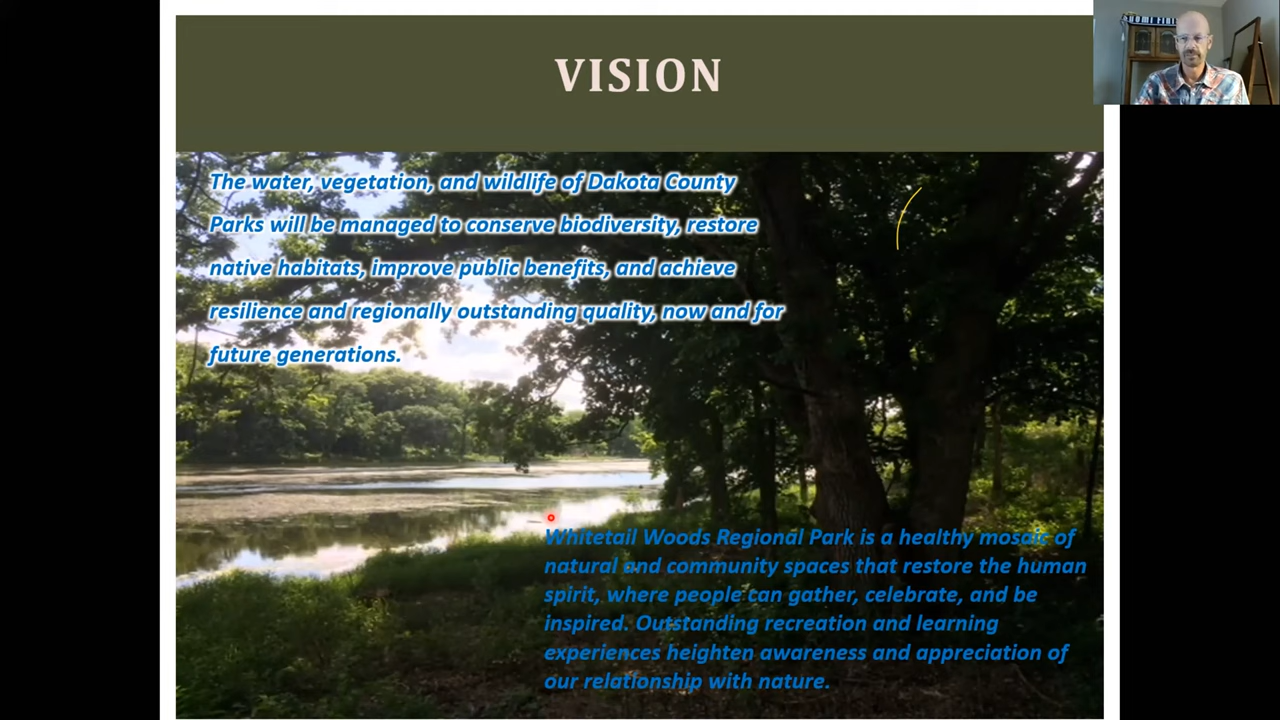 VISION
The water, vegetation, and wildlife of Dakota County
Parks will be managed to conserve biodiversity, restore
native habitats, improve public benefits, and achieve
resilience and regionally outstanding quality, now and for
future generations.
Whitetail Woods Regional Park is a healthy mosaic of
natural and community spaces that restore the human
spirit, where people can gather, celebrate, and be
inspired. Outstanding recreation and learning
experiences heighten awareness and appreciation of
our relationship with nature.